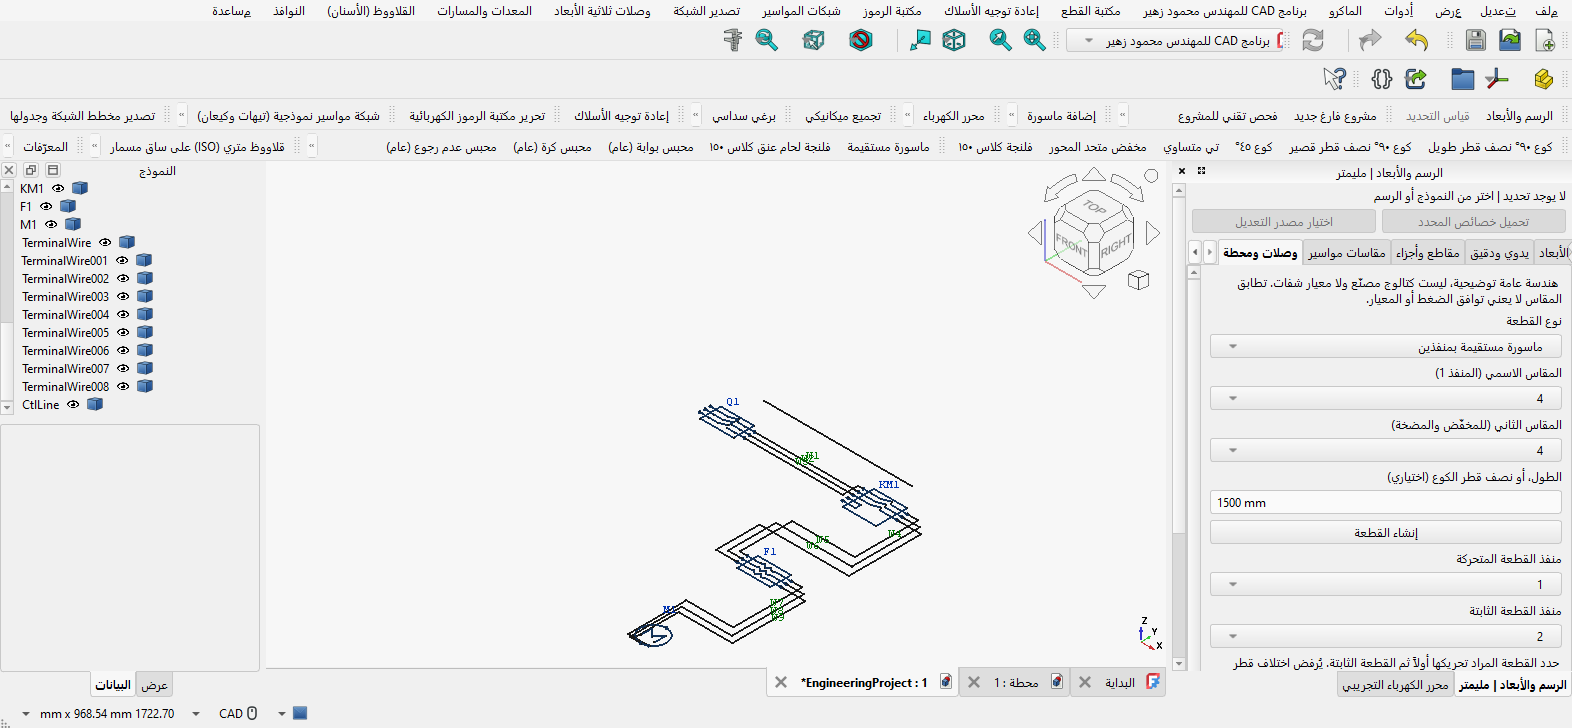 ملف تعديل عرض أدوات الماكرو برنامج CAD للمهندس محمود زهير مكتبة القطع إعادة توجيه الأسلاك مكتبة الرموز شبكات المواسير تصدير الشبكة وصلات ثلاثية الأبعاد المعدات والمسارات القلاووظ (الأسنان) النوافذ مساعدة
برنامج CAD للمهندس محمود زهير
الرسم والأبعاد قياس التحديد مشروع فارغ جديد فحص تقني للمشروع » إضافة ماسورة » محرر الكهرباء » تجميع ميكانيكي برغي سداسي » إعادة توجيه الأسلاك تحرير مكتبة الرموز الكهربائية شبكة مواسير نموذجية (تيهات وكيعان) » تصدير مخطط الشبكة وجدولها
كوع ٩٠° نصف قطر طويل كوع ٩٠° نصف قطر قصير كوع ٤٥° تي متساوي مخفض متحد المحور فلنجة كلاس ١٥٠ ماسورة مستقيمة فلنجة لحام عنق كلاس ١٥٠ محبس بوابة (عام) محبس كرة (عام) محبس عدم رجوع (عام) » قلاووظ متري (ISO) على ساق مسمار » المعرّفات »
النموذج
KM1
F1
M1
TerminalWire
TerminalWire001
TerminalWire002
TerminalWire003
TerminalWire004
TerminalWire005
TerminalWire006
TerminalWire007
TerminalWire008
CtlLine
عرض البيانات
TOP
FRONT RIGHT
Q1
KM1
W4
W5
W6
F1
W9
Z
Y
X
البداية
محطة : 1
EngineeringProject : 1*
الرسم والأبعاد | مليمتر
لا يوجد تحديد | اختر من النموذج أو الرسم
تحميل خصائص المحدد اختيار مصدر التعديل
الأبعاد يدوي ودقيق مقاطع وأجزاء مقاسات مواسير وصلات ومحطة
هندسة عامة توضيحية، ليست كتالوج مصنّع ولا معيار شفات. تطابق
المقاس لا يعني توافق الضغط أو المعيار.
نوع القطعة
ماسورة مستقيمة بمنفذين
المقاس الاسمي (المنفذ 1)
4
المقاس الثاني (للمخفّض والمضخة)
4
الطول، أو نصف قطر الكوع (اختياري)
1500 mm
إنشاء القطعة
منفذ القطعة المتحركة
1
منفذ القطعة الثابتة
2
حدد القطعة المراد تحريكها أولاً ثم القطعة الثابتة. يُرفض اختلاف قطر
الرسم والأبعاد | مليمتر محرر الكهرباء التجريبي
mm x 968.54 mm 1722.70 CAD